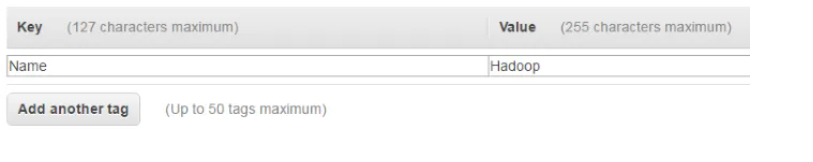 Key (127 characters maximum) Value (255 characters maximum)
Name Hadoop
Add another tag (Up to 50 tags maximum)